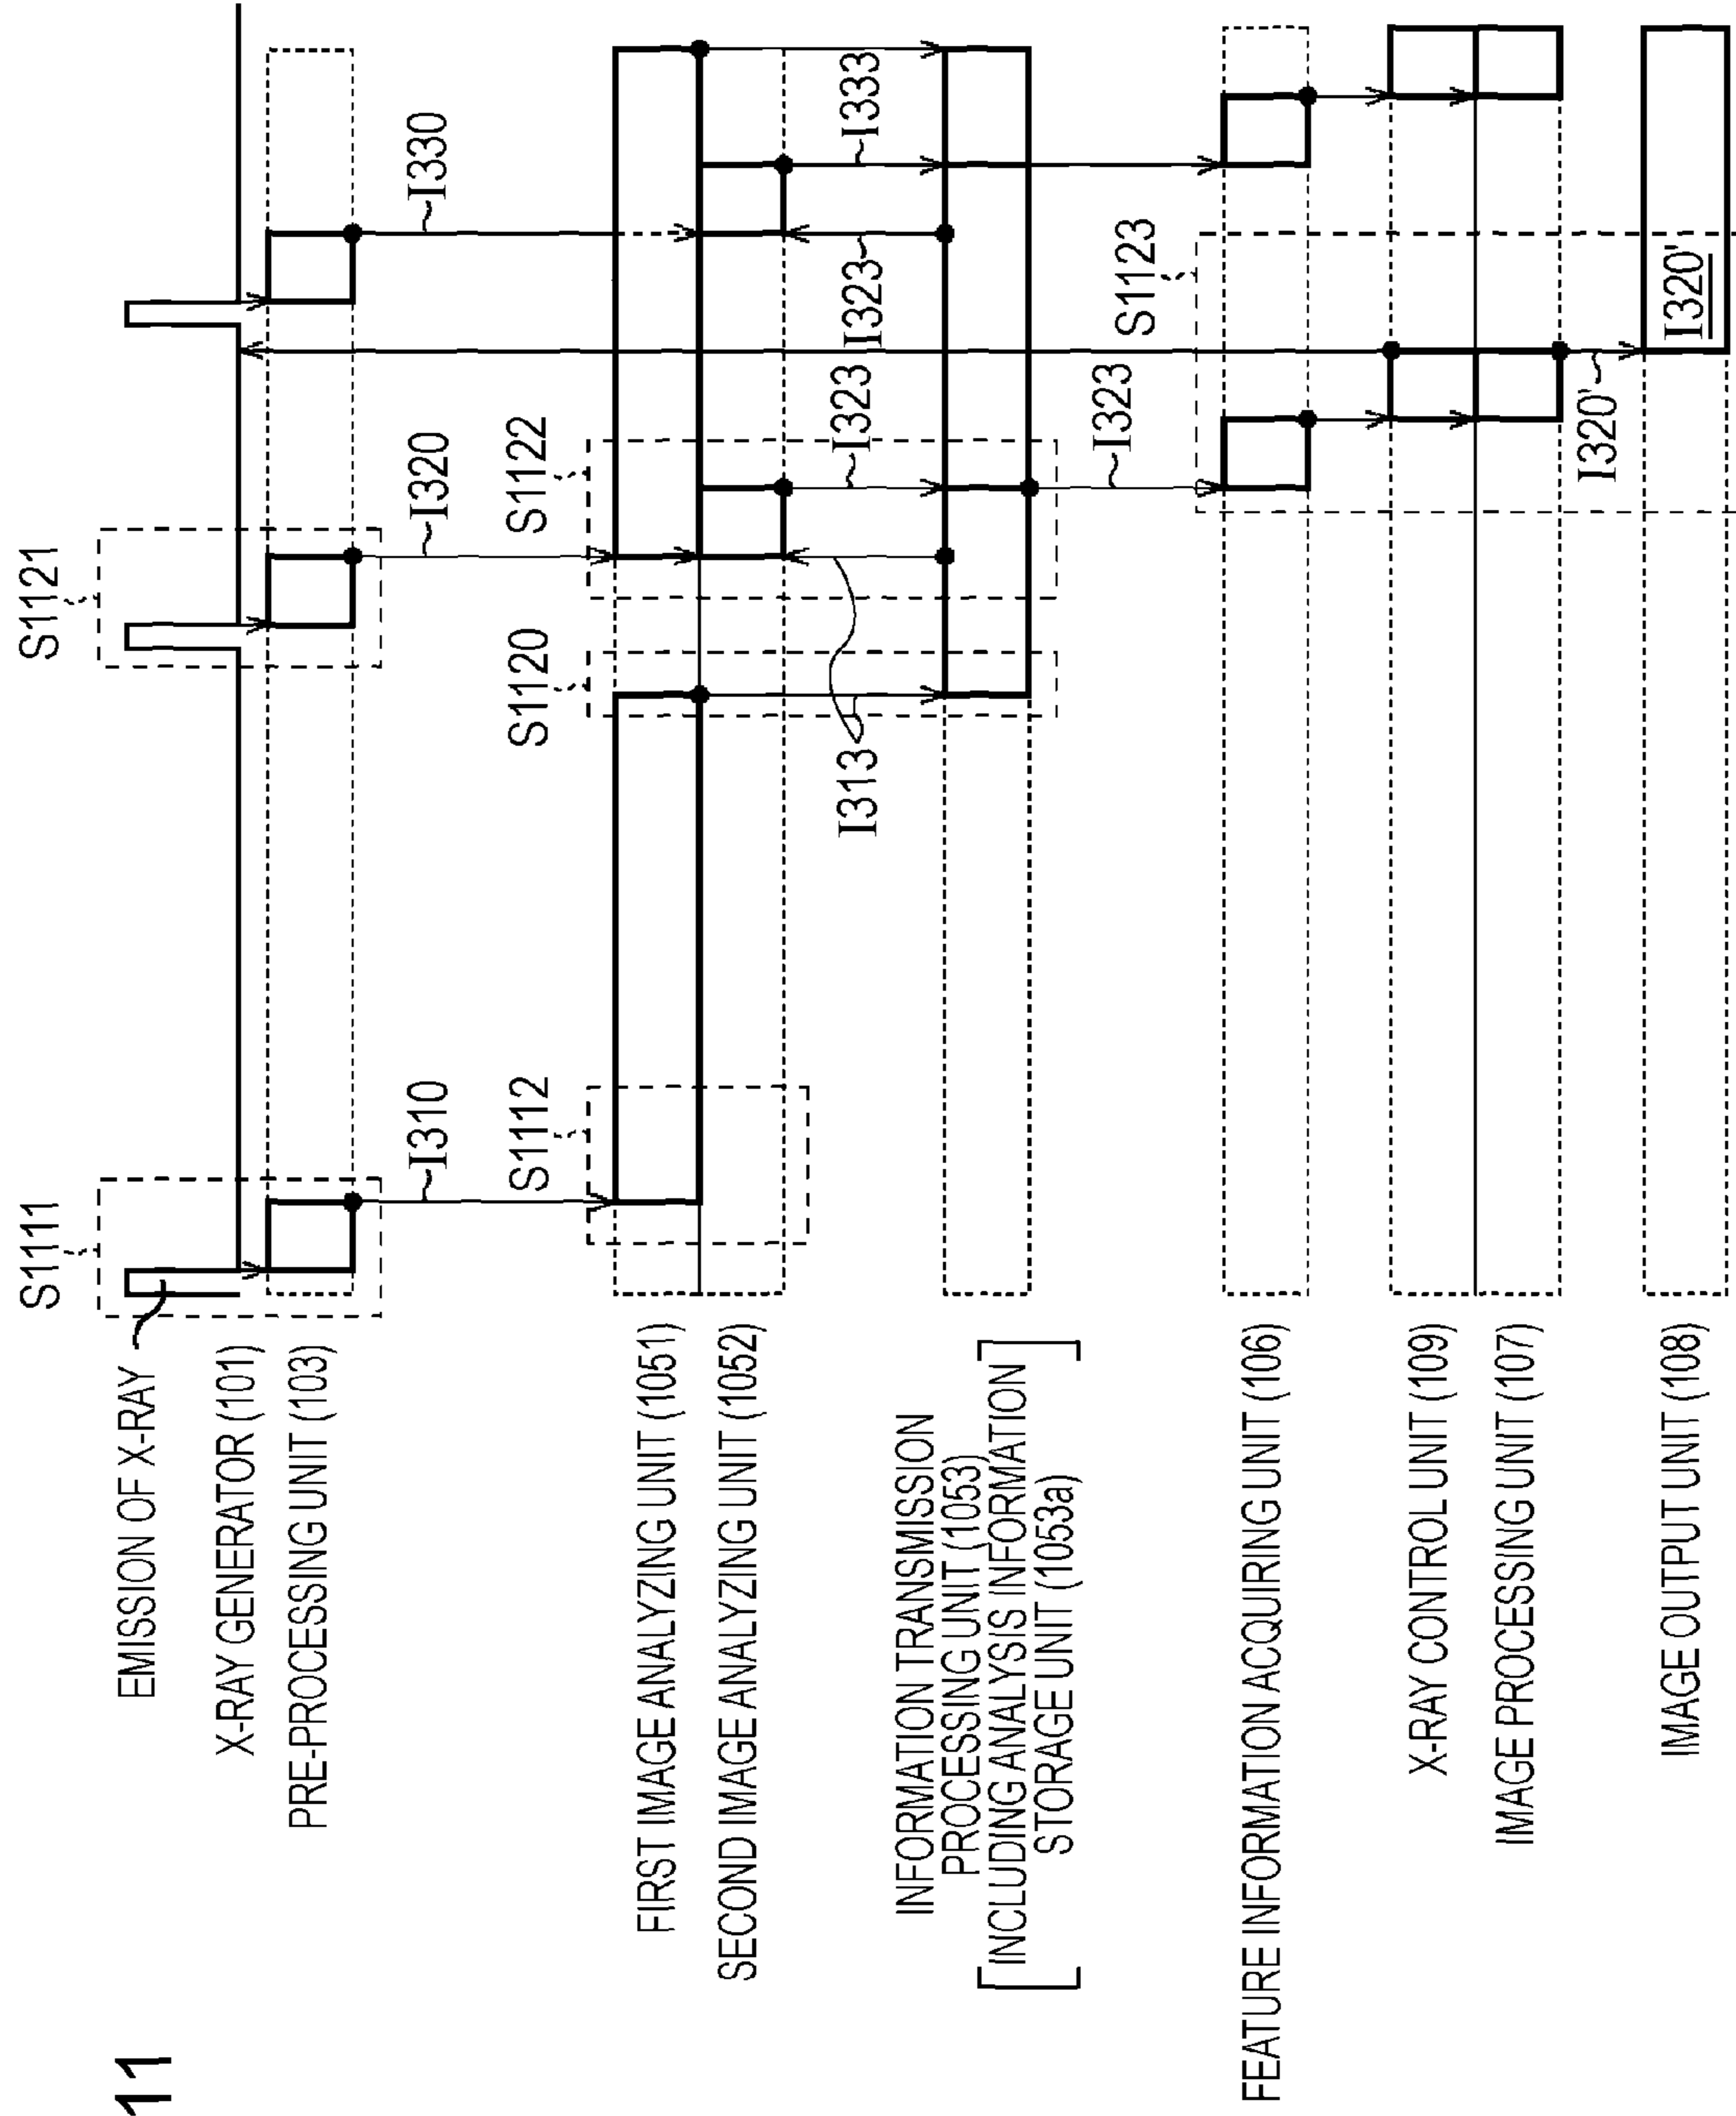 11
EMISSION OF X-RAY
X-RAY GENERATOR (101)
PRE-PROCESSING UNIT (103)
FIRST IMAGE ANALYZING UNIT (1051)
SECOND IMAGE ANALYZING UNIT (1052)
INFORMATION TRANSMISSION
PROCESSING UNIT (1053)
[INCLUDING ANALYSIS INFORMATION
STORAGE UNIT (1053a)]
FEATURE INFORMATION ACQUIRING UNIT (106)
X-RAY CONTROL UNIT (109)
IMAGE PROCESSING UNIT (107)
IMAGE OUTPUT UNIT (108)
S1111
S1121
I310
I320
I330
S1112
S1120
S1122
I313
I323
I323
I333
I323
S1123
I320'
I320'